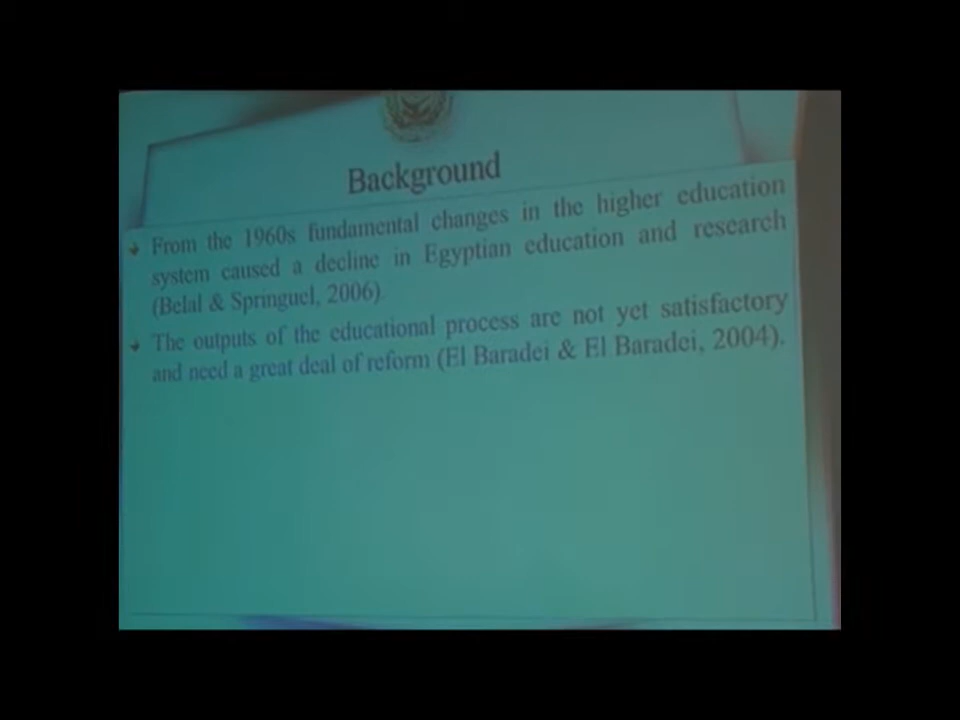 Background
From the 1960s fundamental changes in the higher education
system caused a decline in Egyptian education and research
(Belal & Springuel, 2006).
The outputs of the educational process are not yet satisfactory
and need a great deal of reform (El Baradei & El Baradei, 2004).